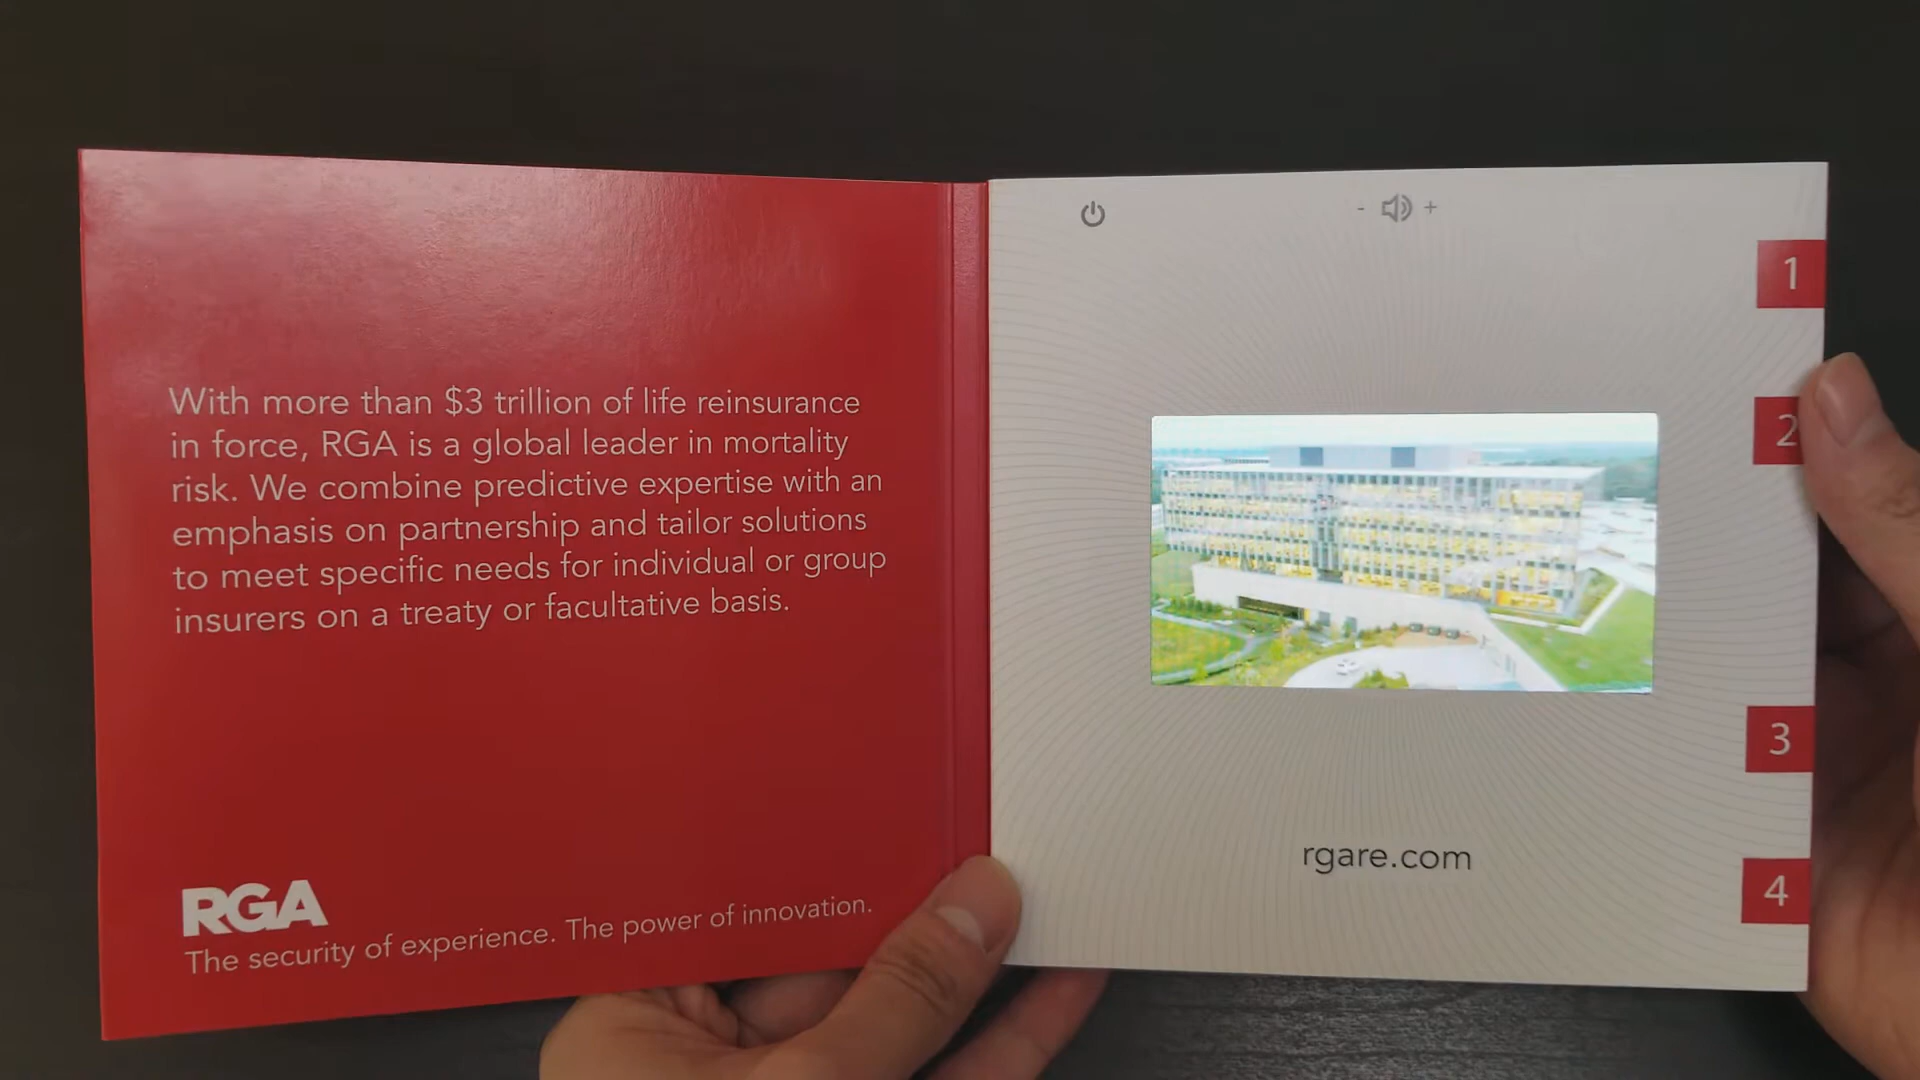 With more than $3 trillion of life reinsurance
in force, RGA is a global leader in mortality
risk. We combine predictive expertise with an
emphasis on partnership and tailor solutions
to meet specific needs for individual or group
insurers on a treaty or facultative basis.
RGA
The security of experience. The power of innovation.
- +
1
2
3
rgare.com
4